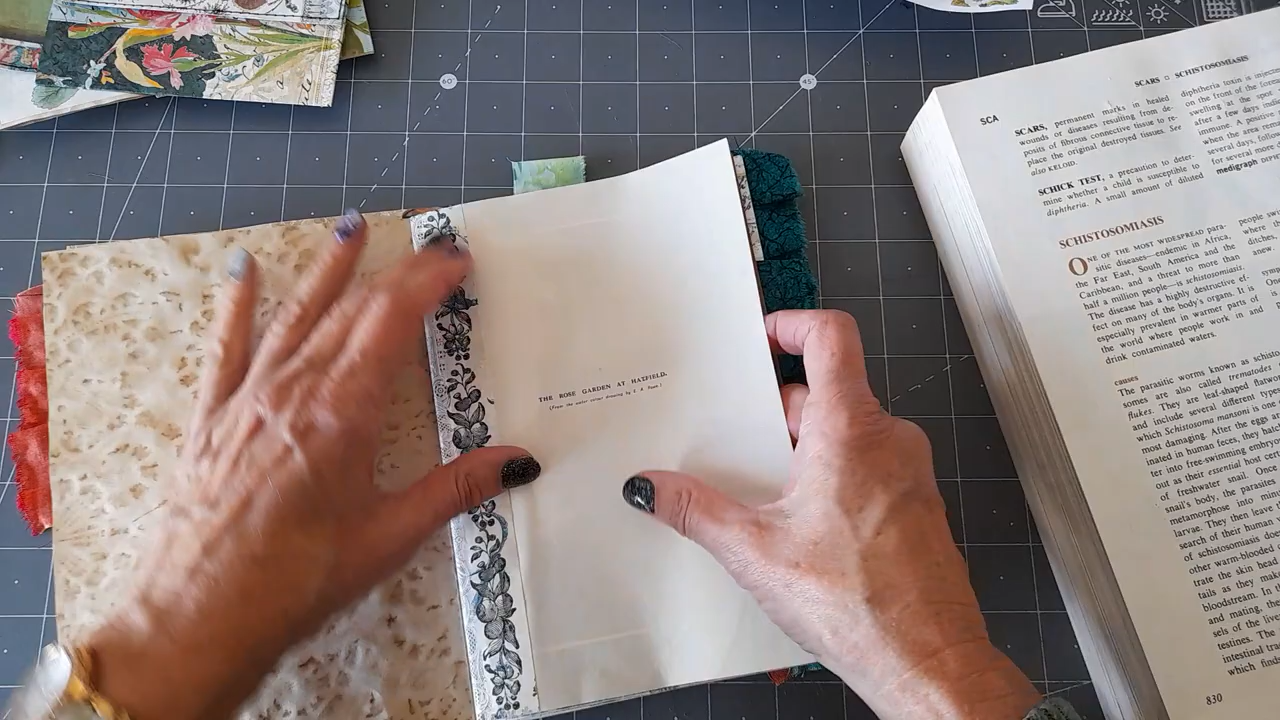 60
45
THE ROSE GARDEN AT HATFIELD.
SCARS □ SCHISTOSOMIASIS
SCA
SCARS, permanent marks in healed
wounds or diseases resulting from de-
posits of fibrous connective tissue to re-
place the original destroyed tissues. See
also KELOID.
SCHICK TEST, a precaution to deter-
mine whether a child is susceptible to
diphtheria. A small amount of diluted
diphtheria toxin is
on the front of the
swelling at the spot
after a few days
immune. A positive
when the area
several days,
for several more
medigraph
SCHISTOSOMIASIS
ONE OF THE MOST WIDESPREAD para-
sitic diseases—endemic in Africa,
the Far East, South America and the
Caribbean, and a threat to more than
half a million people—is schistosomiasis.
The disease has a highly destructive ef-
fect on many of the body's organs. It is
especially prevalent in warmer parts of
the world where people work in and
drink contaminated waters.
people
where
ditches,
anew.
causes
The parasitic worms known as
somes are also called trematodes
flukes. They are leaf-shaped
and include several different
which Schistosoma mansoni is
most damaging. After the eggs
inated in human feces, they
ter into free-swimming
out as their essential host
of freshwater snail. Once
snail's body, the parasites
metamorphose into
larvae. They then leave
search of their human
of schistosomiasis
other warm-blooded
trate the skin
tails as they
bloodstream. In
and mating,
sels of the
testines. The
intestinal
which
830